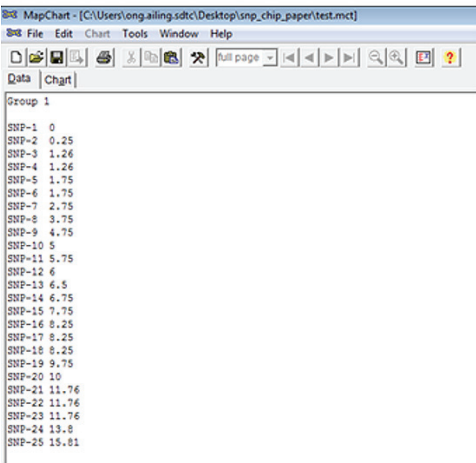 MapChart - [C:\Users\ong.ailing.sdtc\Desktop\snp_chip_paper\test.mct]
File Edit Chart Tools Window Help
full page
Data Chart
Group 1
SNP-1 0
SNP-2 0.25
SNP-3 1.26
SNP-4 1.26
SNP-5 1.75
SNP-6 1.75
SNP-7 2.75
SNP-8 3.75
SNP-9 4.75
SNP-10 5
SNP-11 5.75
SNP-12 6
SNP-13 6.5
SNP-14 6.75
SNP-15 7.75
SNP-16 8.25
SNP-17 8.25
SNP-18 8.25
SNP-19 9.75
SNP-20 10
SNP-21 11.76
SNP-22 11.76
SNP-23 11.76
SNP-24 13.8
SNP-25 15.81